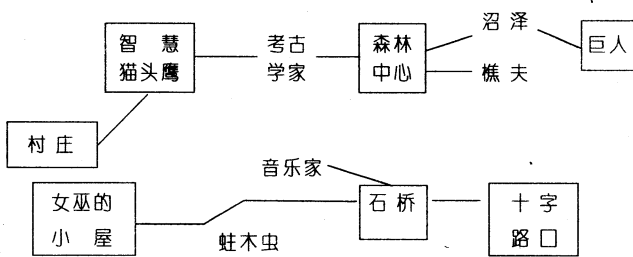 智慧
猫头鹰
考古
学家
森林
中心
沼泽
樵夫
巨人
村庄
女巫的
小屋
蛀木虫
音乐家
石桥
十字
路口